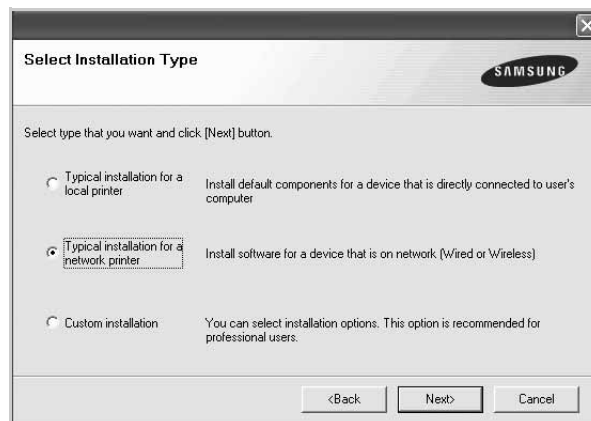 Select Installation Type
SAMSUNG
Select type that you want and click [Next] button.
Typical installation for a
local printer
Install default components for a device that is directly connected to user's
computer
Typical installation for a
network printer
Install software for a device that is on network (Wired or Wireless)
Custom installation
You can select installation options. This option is recommended for
professional users.
<Back
Next>
Cancel